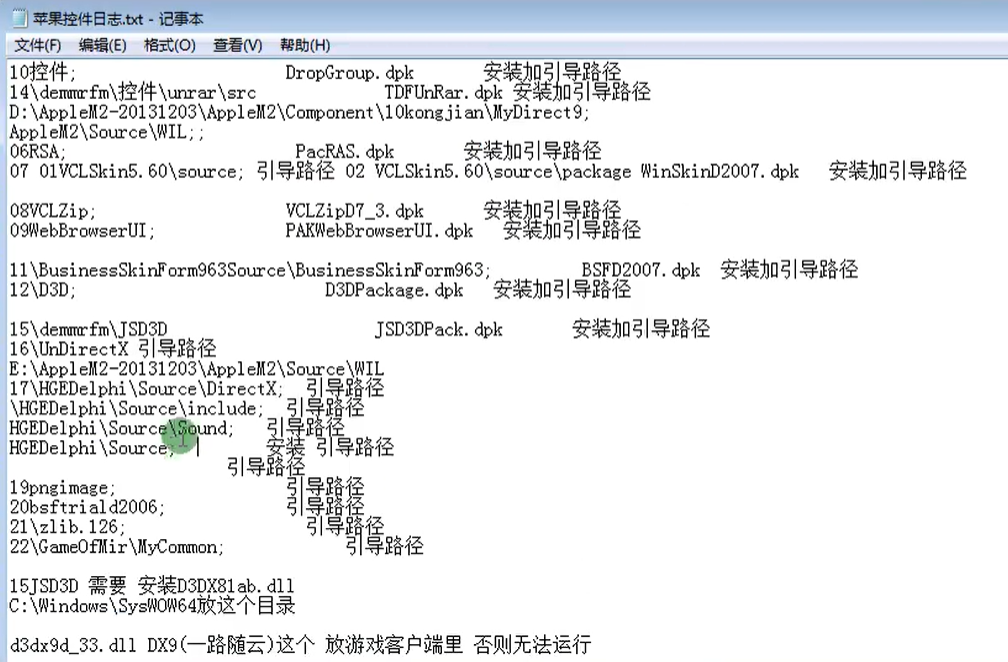 苹果控件日志.txt - 记事本
文件(F) 编辑(E) 格式(O) 查看(V) 帮助(H)
10控件; DropGroup.dpk 安装加引导路径
14\demmrfm\控件\unrar\src TDFUnRar.dpk 安装加引导路径
D:\AppleM2-20131203\AppleM2\Component\10kongjian\MyDirect9;
AppleM2\Source\WIL;;
06RSA; PacRAS.dpk 安装加引导路径
07 01VCLSkin5.60\source; 引导路径 02 VCLSkin5.60\source\package WinSkinD2007.dpk 安装加引导路径
08VCLZip; VCLZipD7_3.dpk 安装加引导路径
09WebBrowserUI; PAKWebBrowserUI.dpk 安装加引导路径
11\BusinessSkinForm963Source\BusinessSkinForm963; BSFD2007.dpk 安装加引导路径
12\D3D; D3DPackage.dpk 安装加引导路径
15\demmrfm\JSD3D JSD3DPack.dpk 安装加引导路径
16\UnDirectX 引导路径
E:\AppleM2-20131203\AppleM2\Source\WIL
17\HGEDelphi\Source\DirectX; 引导路径
\HGEDelphi\Source\include; 引导路径
HGEDelphi\Source\Sound; 引导路径
HGEDelphi\Source; 安装 引导路径
引导路径
19pngimage; 引导路径
20bsftriald2006; 引导路径
21\zlib.126; 引导路径
22\GameOfMir\MyCommon; 引导路径
15JSD3D 需要 安装D3DX81ab.dll
C:\Windows\SysWOW64放这个目录
d3dx9d_33.dll DX9(一路随云)这个 放游戏客户端里 否则无法运行